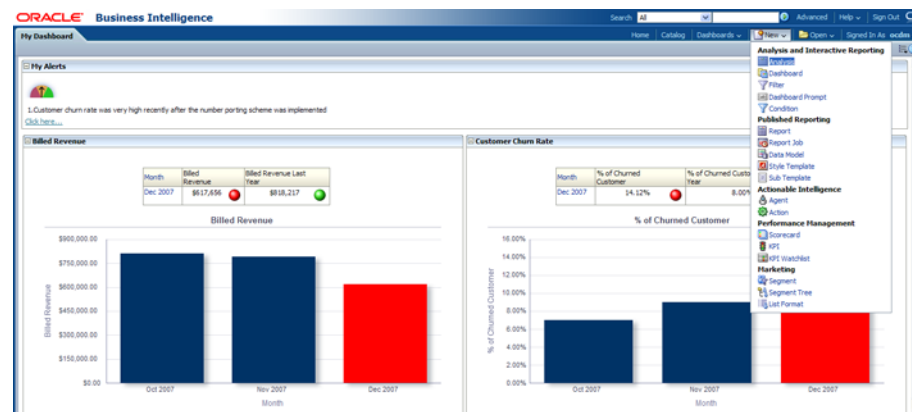 ORACLE Business Intelligence
Search All Advanced Help Sign Out
My Dashboard
Home Catalog Dashboards New Open Signed In As ocdm
My Alerts
1.Customer churn rate was very high recently after the number porting scheme was implemented
Click here...
Billed Revenue
Month Billed Revenue Billed Revenue Last Year
Dec 2007 $617,656 $818,217
Billed Revenue
$900,000.00
$750,000.00
$600,000.00
$450,000.00
$300,000.00
$150,000.00
$0.00
Billed Revenue
Oct 2007 Nov 2007 Dec 2007
Month
Customer Churn Rate
Month % of Churned Customer % of Churned Custo Year
Dec 2007 14.12% 8.00%
% of Churned Customer
16.00%
14.00%
12.00%
10.00%
8.00%
6.00%
4.00%
2.00%
0.00%
% of Churned Customer
Oct 2007 Nov 2007 Dec 2007
Month
Analysis and Interactive Reporting
Analysis
Dashboard
Filter
Dashboard Prompt
Condition
Published Reporting
Report
Report Job
Data Model
Style Template
Sub Template
Actionable Intelligence
Agent
Action
Performance Management
Scorecard
KPI
KPI Watchlist
Marketing
Segment
Segment Tree
List Format